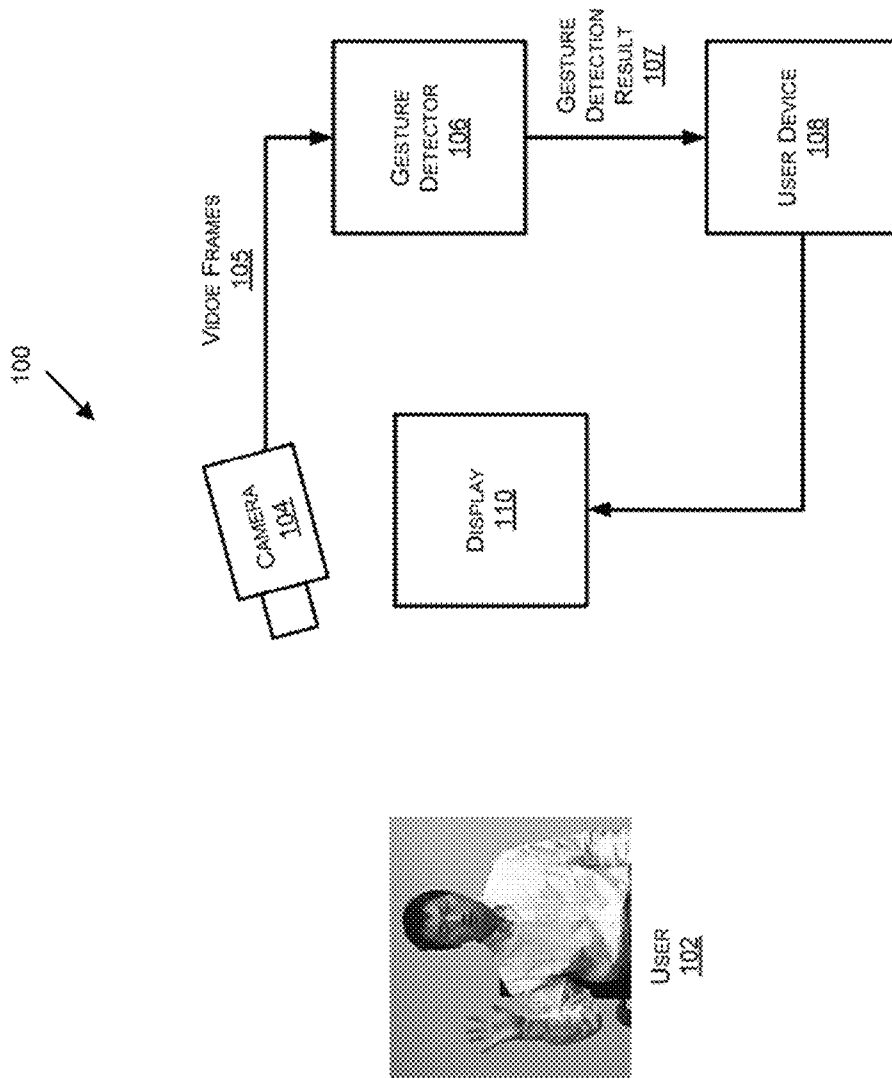 100
VIDOE FRAMES
105
CAMERA
104
GESTURE
DETECTOR
106
GESTURE
DETECTION
RESULT
107
DISPLAY
110
USER DEVICE
108
USER
102